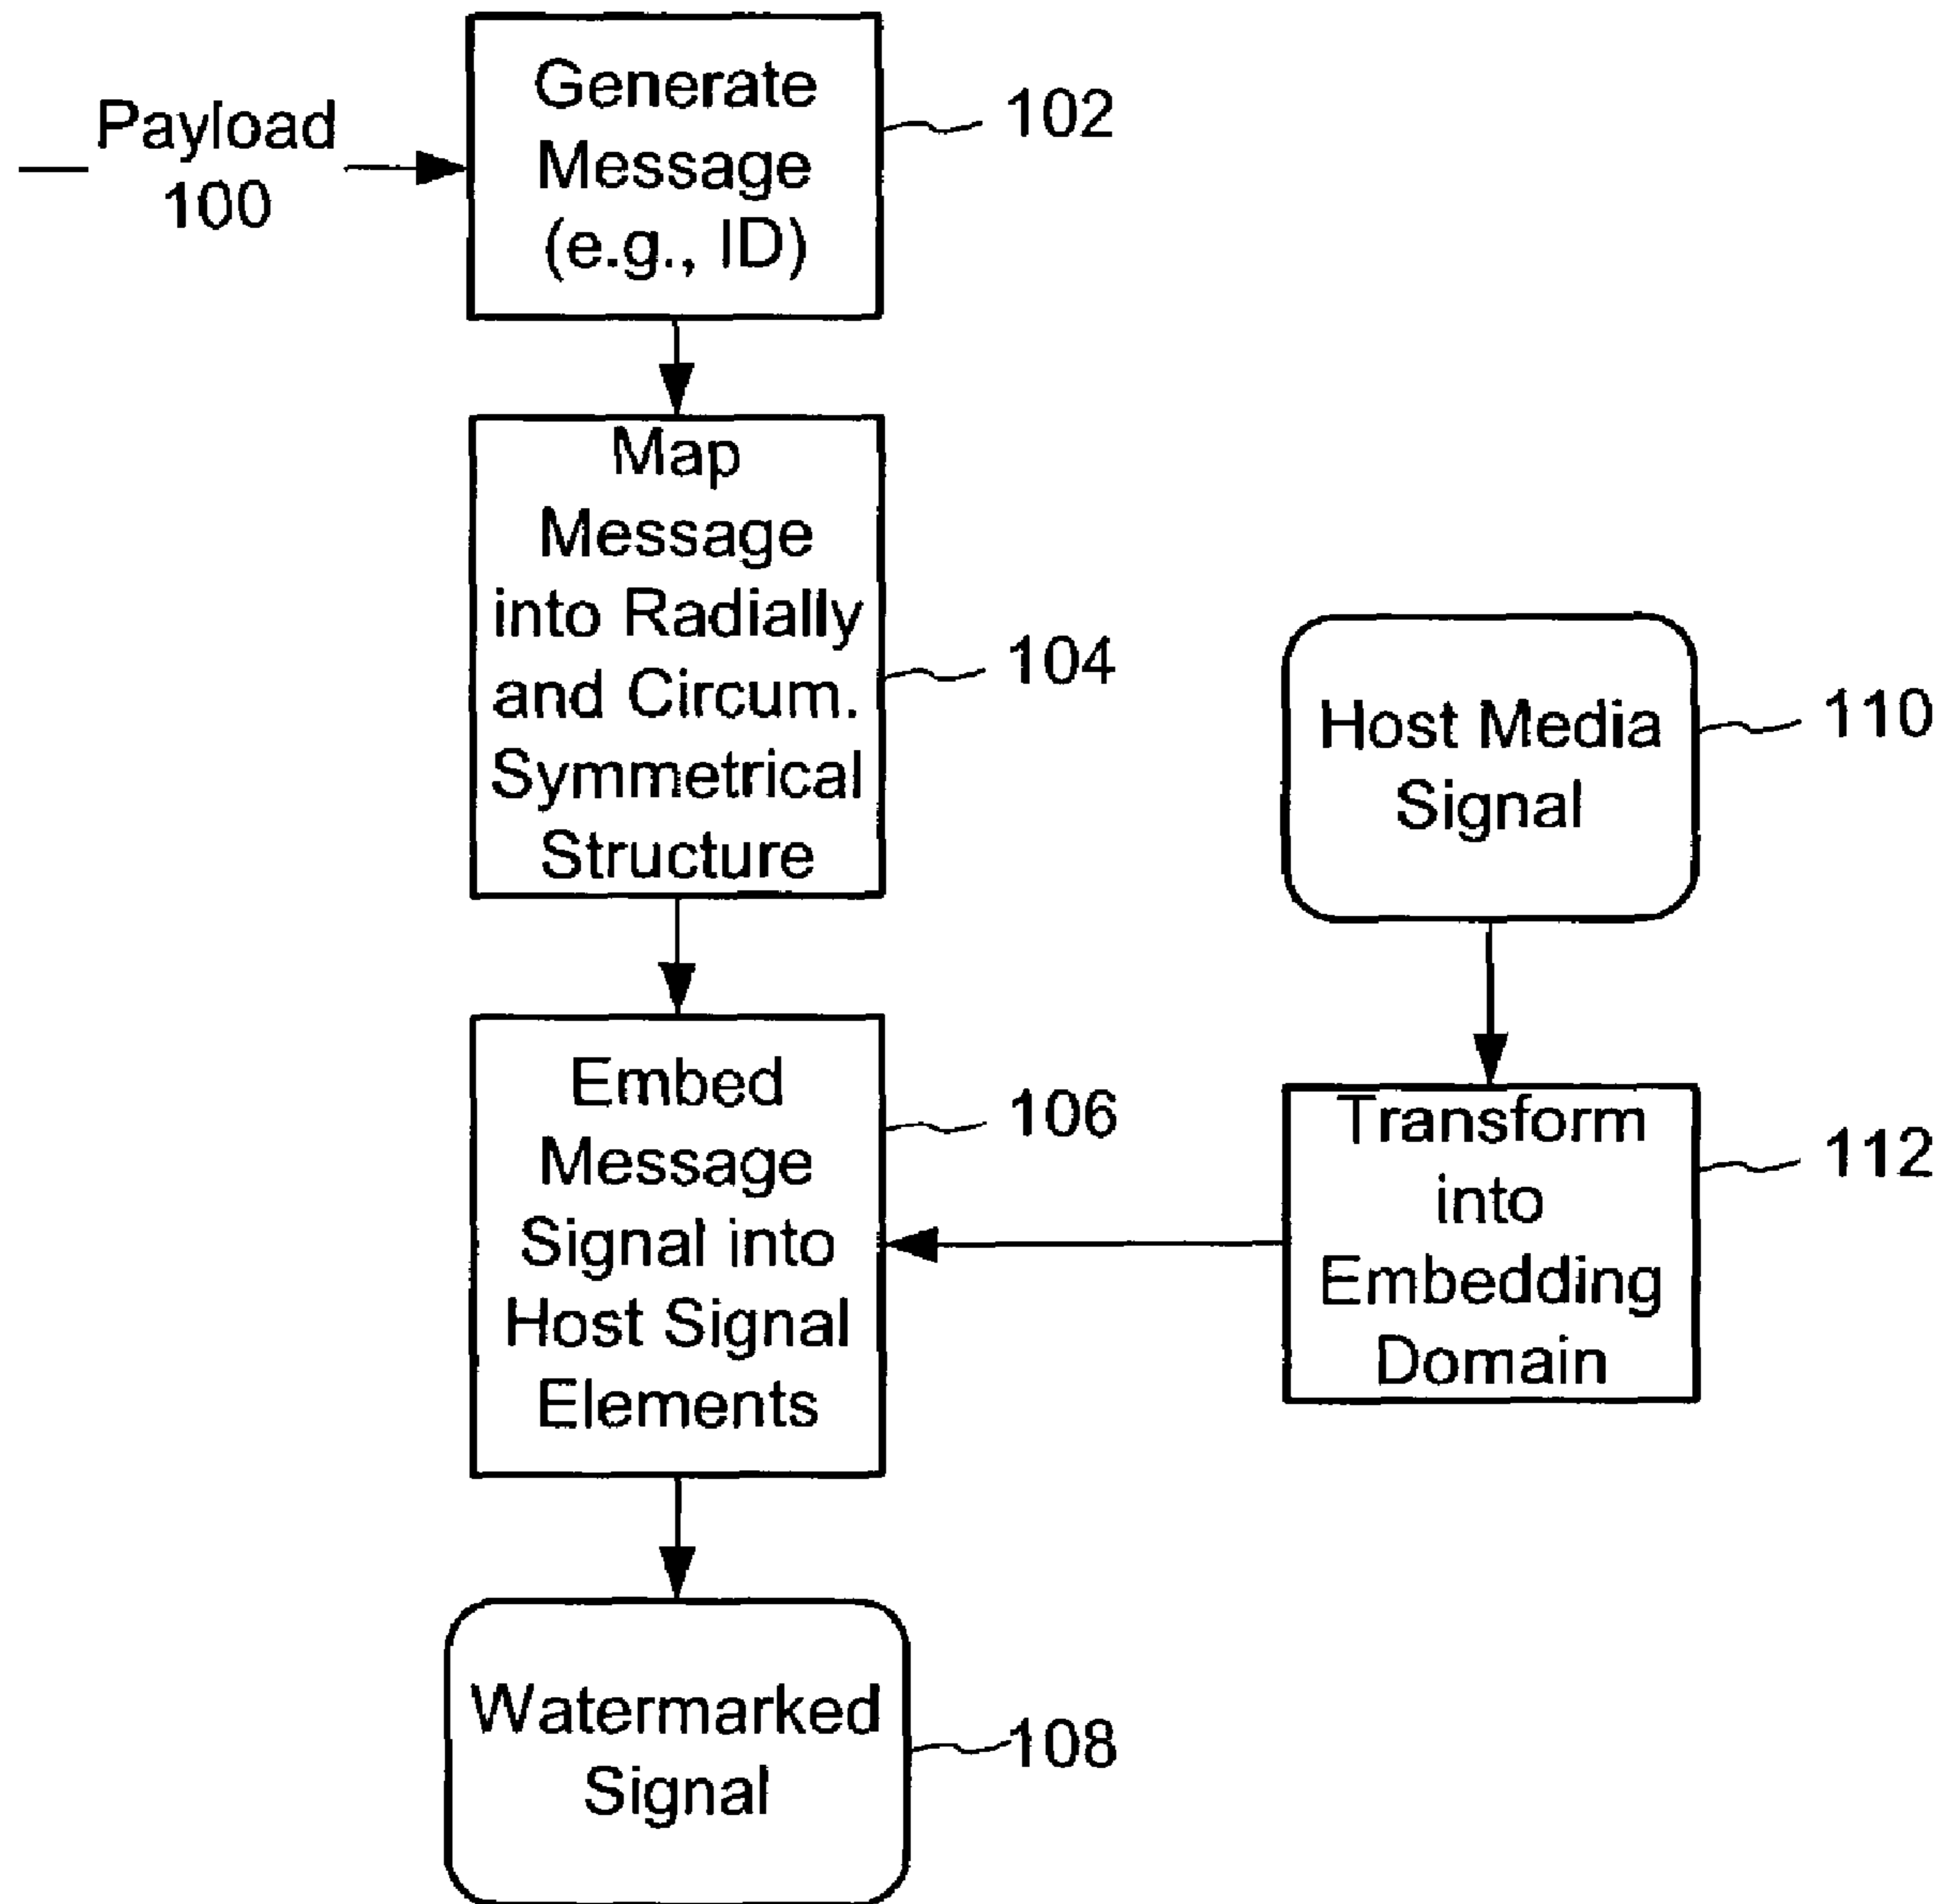 Payload
100
Generate
Message
(e.g., ID)
102
Map
Message
into Radially
and Circum.
Symmetrical
Structure
104
Host Media
Signal
110
Embed
Message
Signal into
Host Signal
Elements
106
Transform
into
Embedding
Domain
112
Watermarked
Signal
108